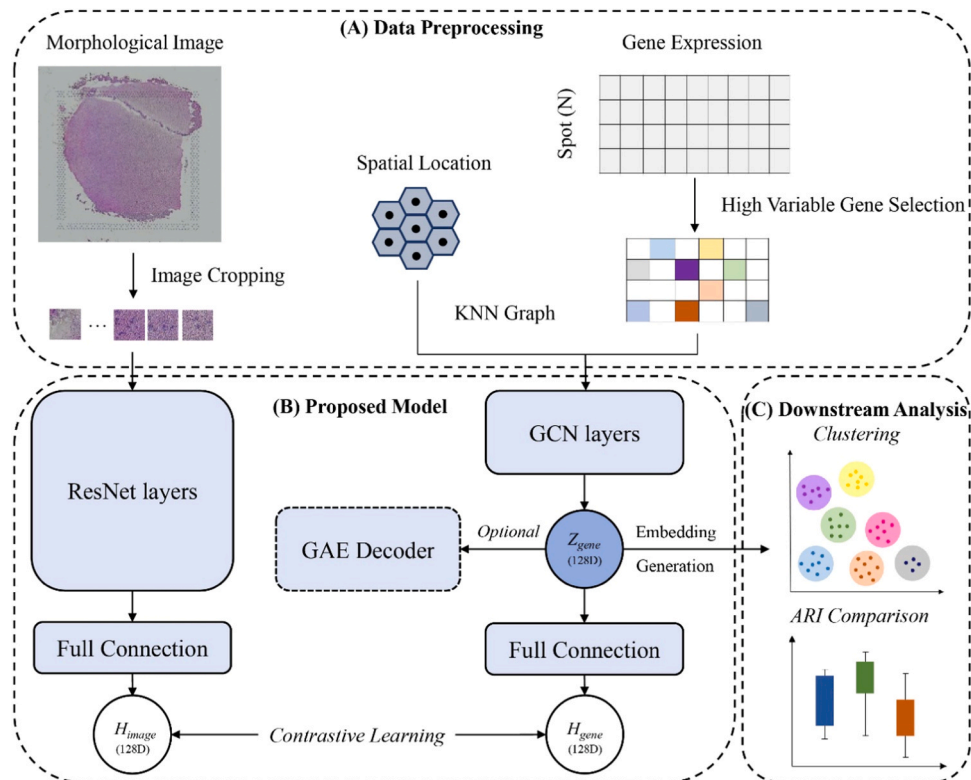 (A) Data Preprocessing
Morphological Image
Gene Expression
Spot (N)
Spatial Location
High Variable Gene Selection
Image Cropping
...
KNN Graph
(B) Proposed Model
(C) Downstream Analysis
GCN layers
Clustering
ResNet layers
GAE Decoder
Optional
Z_gene
(128D)
Embedding
Generation
ARI Comparison
Full Connection
Full Connection
H_image
(128D)
Contrastive Learning
H_gene
(128D)